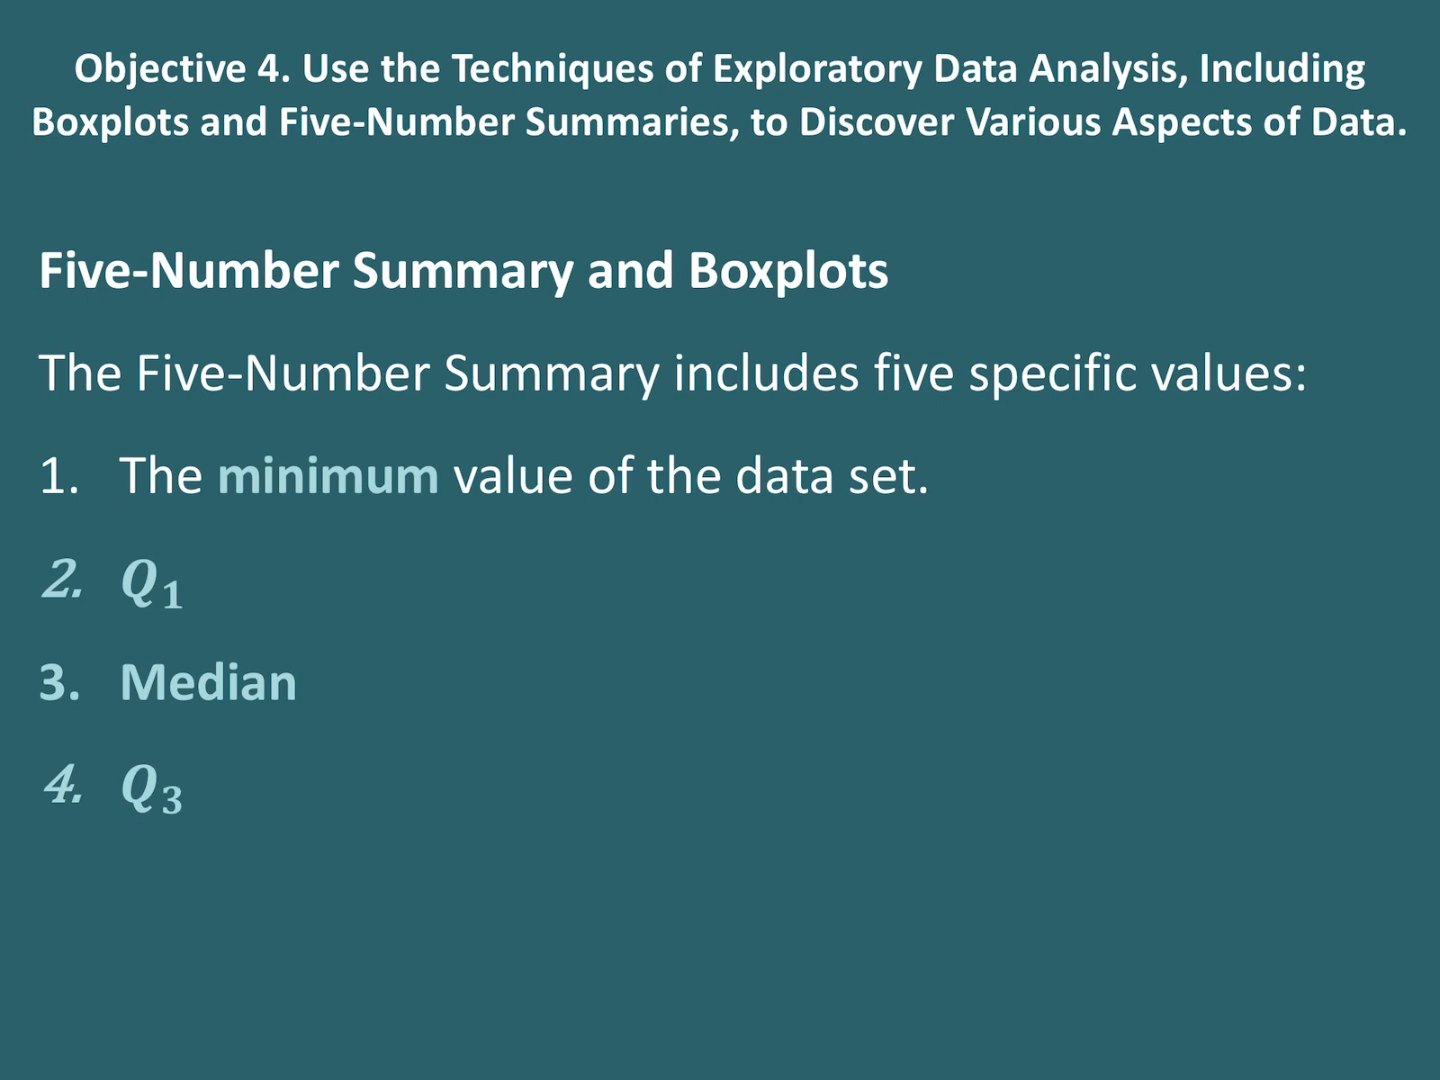 Objective 4. Use the Techniques of Exploratory Data Analysis, Including
Boxplots and Five-Number Summaries, to Discover Various Aspects of Data.
Five-Number Summary and Boxplots
The Five-Number Summary includes five specific values:
1. The minimum value of the data set.
2. Q₁
3. Median
4. Q₃